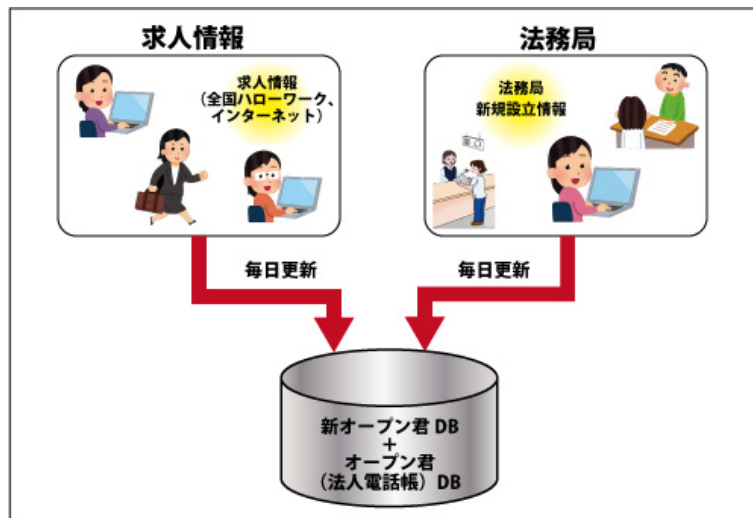 求人情報
求人情報
(全国ハローワーク、
インターネット)
法務局
法務局
新規設立情報
毎日更新
毎日更新
新オープン君 DB
＋
オープン君
(法人電話帳) DB